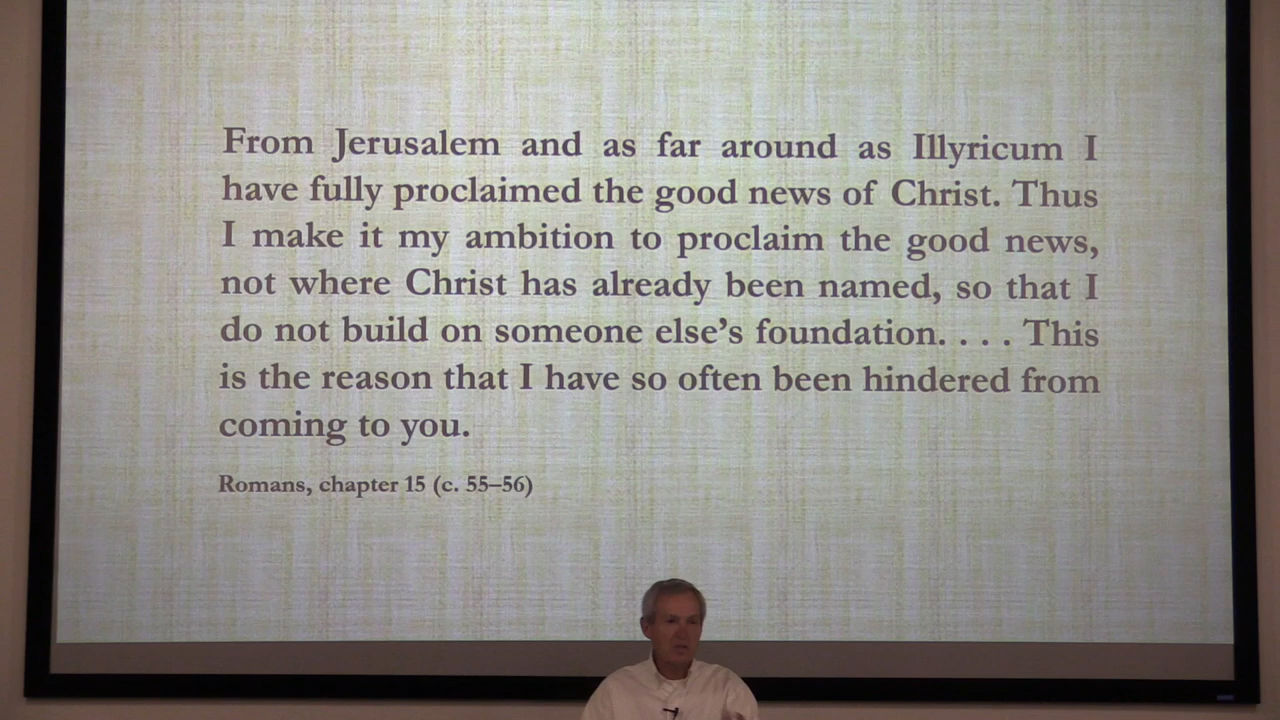 From Jerusalem and as far around as Illyricum I
have fully proclaimed the good news of Christ. Thus
I make it my ambition to proclaim the good news,
not where Christ has already been named, so that I
do not build on someone else’s foundation. . . . This
is the reason that I have so often been hindered from
coming to you.
Romans, chapter 15 (c. 55–56)